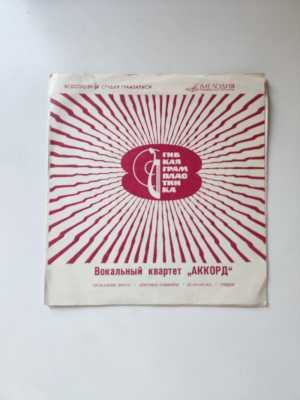 ВСЕСОЮЗНАЯ СТУДИЯ ГРАМЗАПИСИ
МЕЛОДИЯ
ГИБ
КАЯ
ГРАМ
ПЛАС
ТИН
КА
Вокальный квартет „АККОРД"